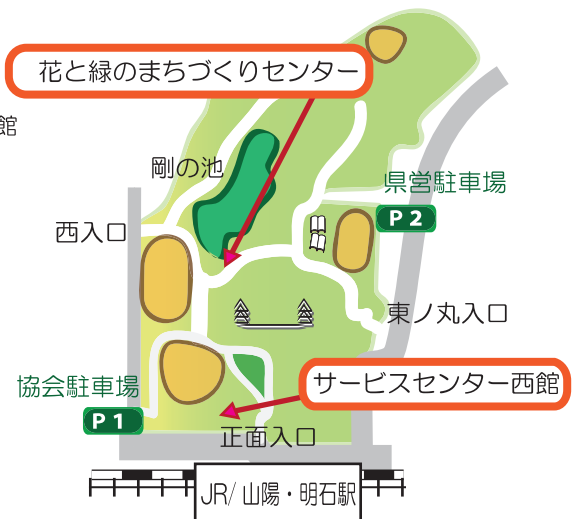 花と緑のまちづくりセンター
館
剛の池
県営駐車場
P 2
西入口
東ノ丸入口
サービスセンター西館
協会駐車場
P 1
正面入口
JR/山陽・明石駅